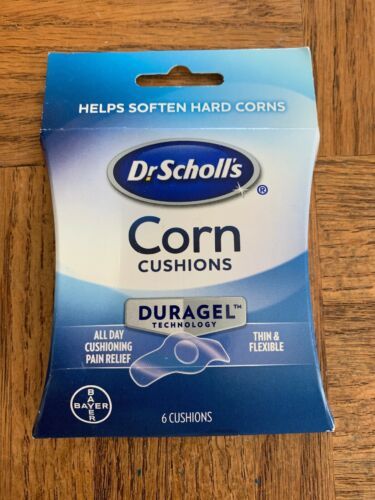 HELPS SOFTEN HARD CORNS
Dr.Scholl's®
Corn
CUSHIONS
DURAGEL™
TECHNOLOGY
ALL DAY
CUSHIONING
PAIN RELIEF
THIN &
FLEXIBLE
BAYER
BAYER
6 CUSHIONS